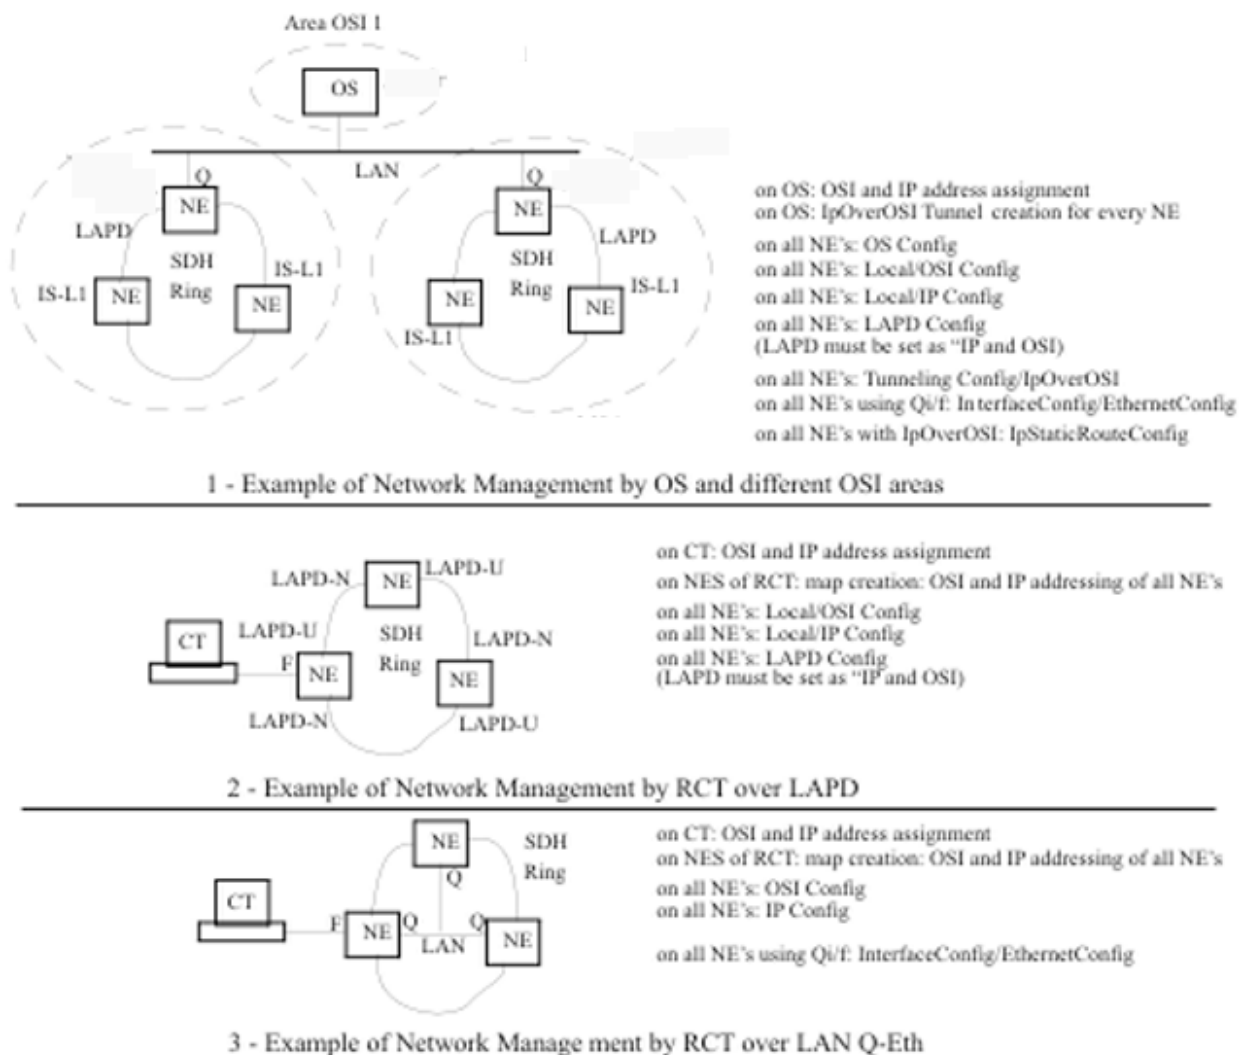 Area OSI 1
OS
LAN
Q
Q
NE
NE
LAPD
LAPD
SDH
Ring
SDH
Ring
IS-L1
IS-L1
IS-L1
IS-L1
NE
NE
NE
NE
on OS: OSI and IP address assignment
on OS: IpOverOSI Tunnel creation for every NE
on all NE's: OS Config
on all NE's: Local/OSI Config
on all NE's: Local/IP Config
on all NE's: LAPD Config
(LAPD must be set as “IP and OSI)
on all NE's: Tunneling Config/IpOverOSI
on all NE's using Qi/f: InterfaceConfig/EthernetConfig
on all NE's with IpOverOSI: IpStaticRouteConfig
1 - Example of Network Management by OS and different OSI areas
LAPD-N
NE
LAPD-U
CT
LAPD-U
SDH
Ring
LAPD-N
F
NE
NE
LAPD-N
LAPD-U
on CT: OSI and IP address assignment
on NES of RCT: map creation: OSI and IP addressing of all NE's
on all NE's: Local/OSI Config
on all NE's: Local/IP Config
on all NE's: LAPD Config
(LAPD must be set as “IP and OSI)
2 - Example of Network Management by RCT over LAPD
NE
SDH
Ring
Q
CT
F
NE
Q
LAN
Q
NE
on CT: OSI and IP address assignment
on NES of RCT: map creation: OSI and IP addressing of all NE's
on all NE's: OSI Config
on all NE's: IP Config
on all NE's using Qi/f: InterfaceConfig/EthernetConfig
3 - Example of Network Manage ment by RCT over LAN Q-Eth